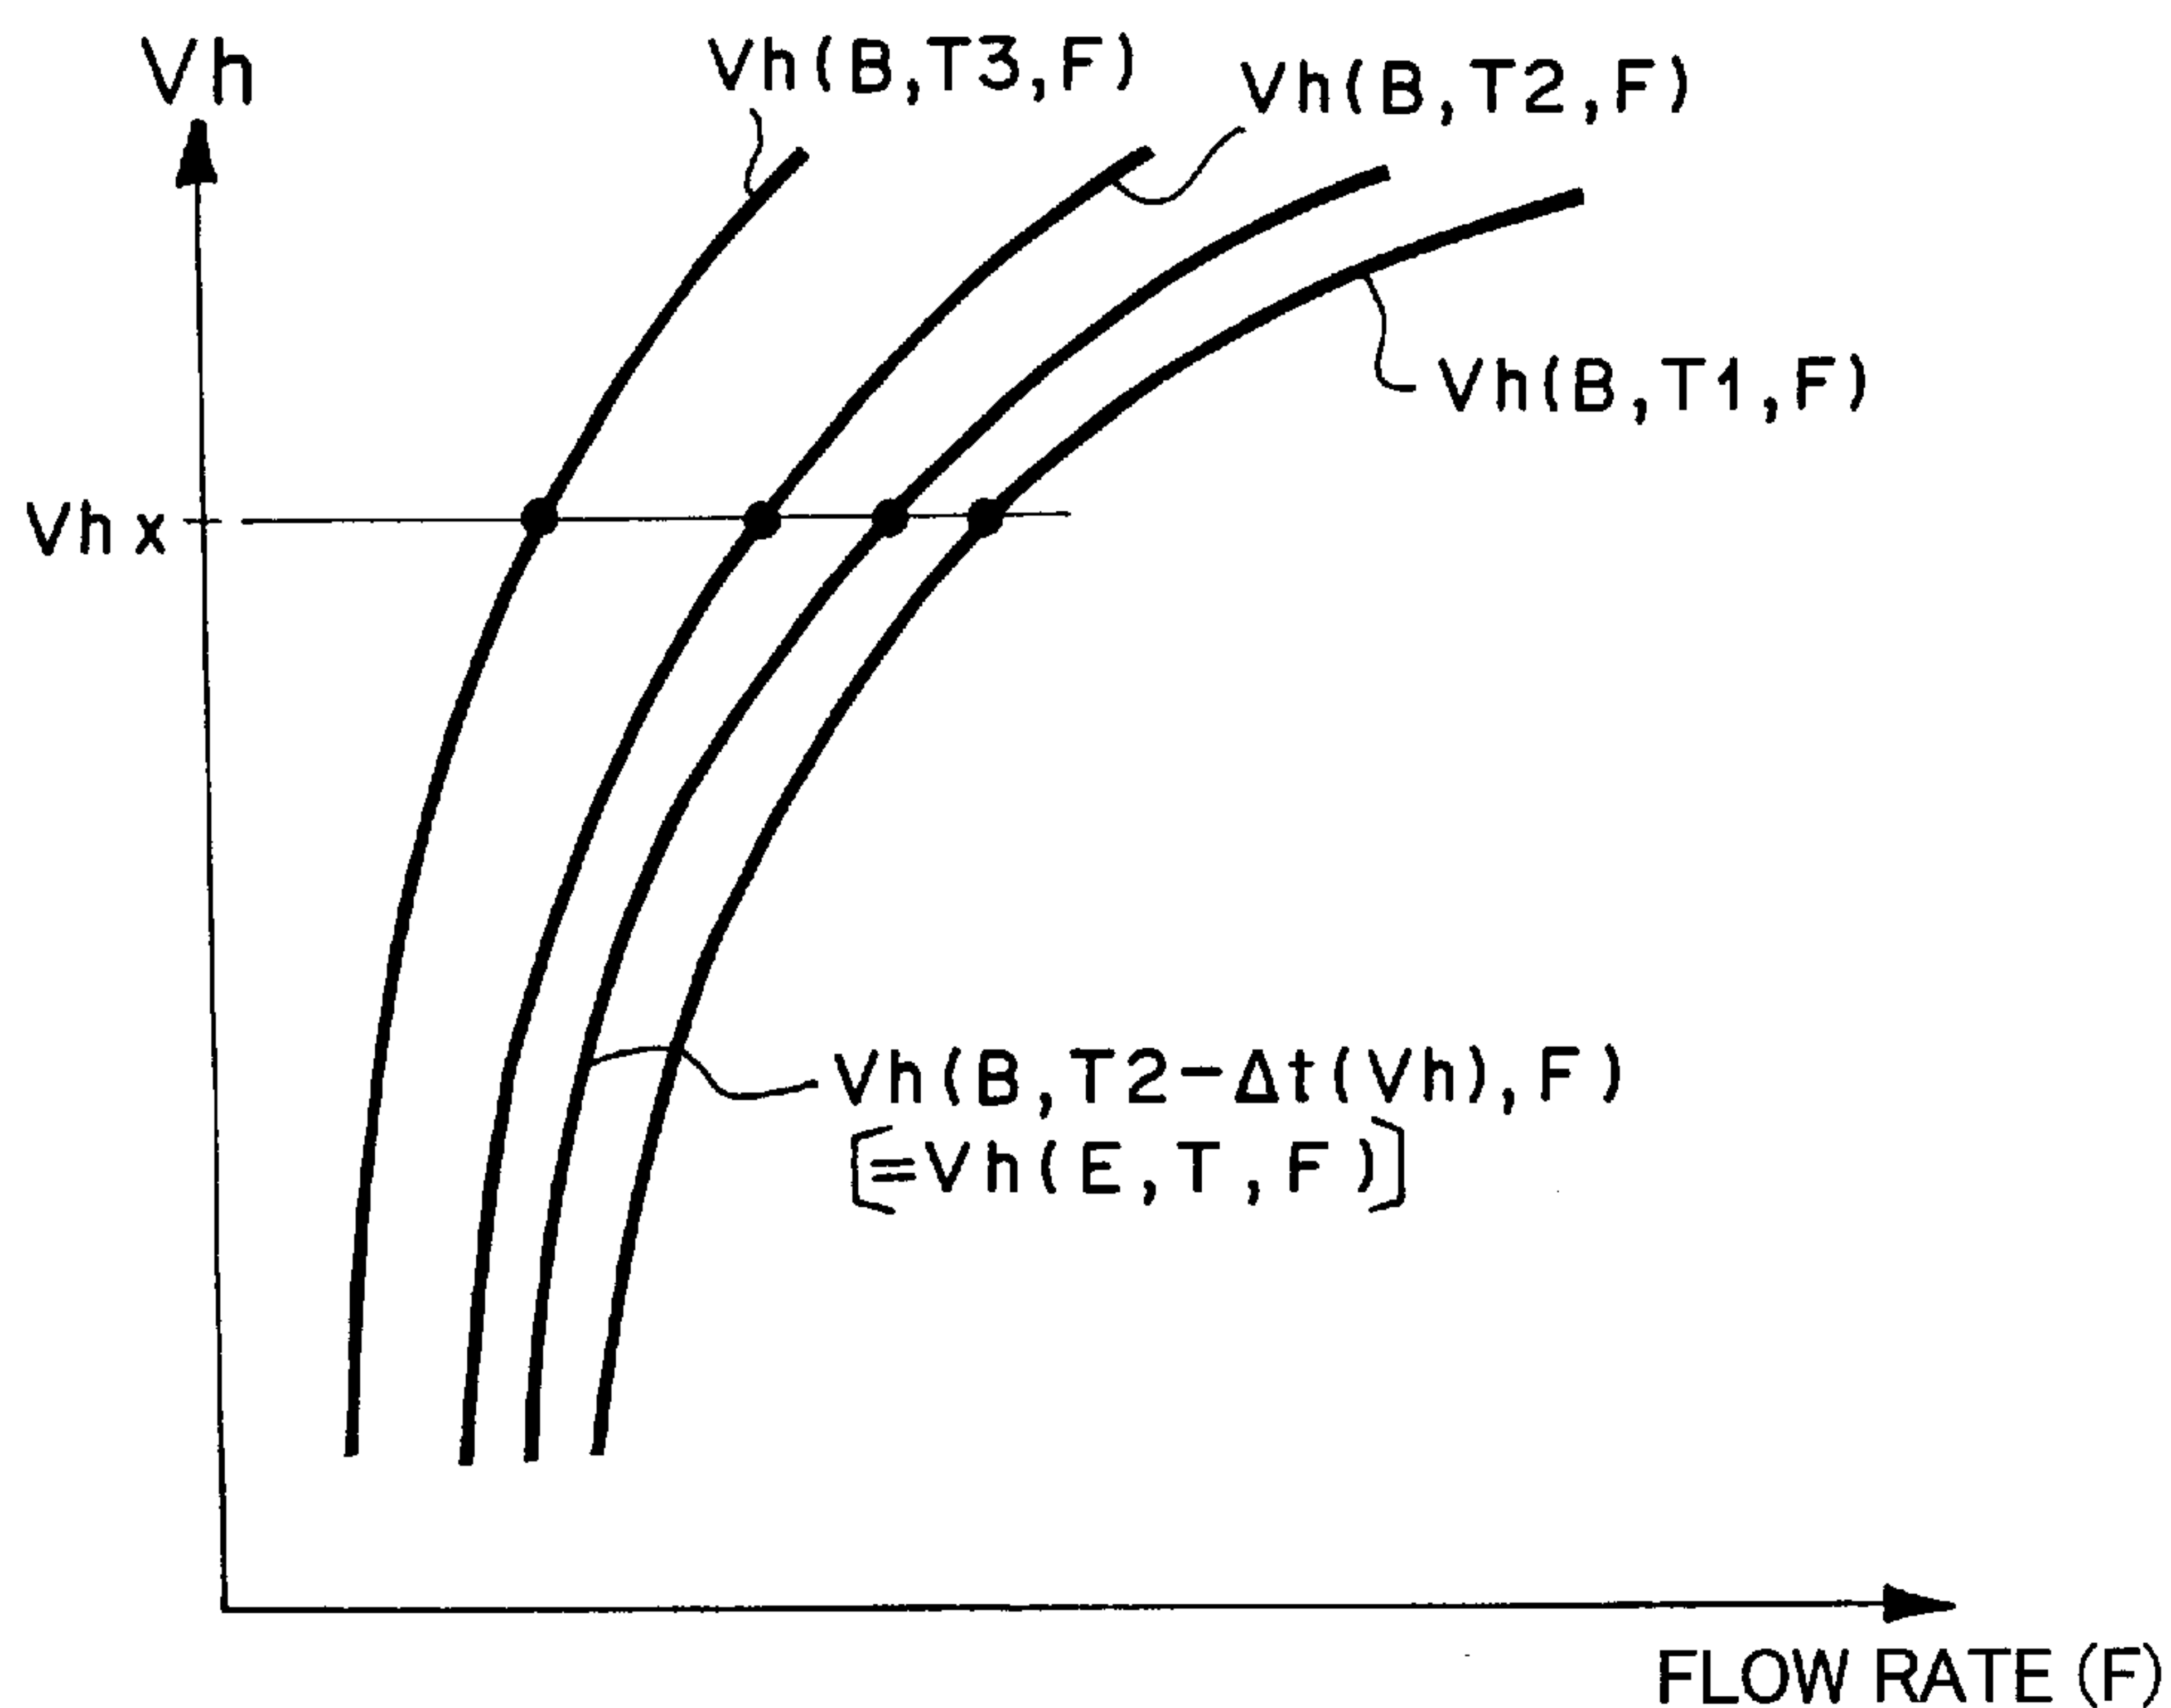 Vh
Vh(B,T3,F)
Vh(B,T2,F)
Vh(B,T1,F)
Vhx
Vh(B,T2-Δt(Vh),F)
[=Vh(E,T,F)]
FLOW RATE (F)